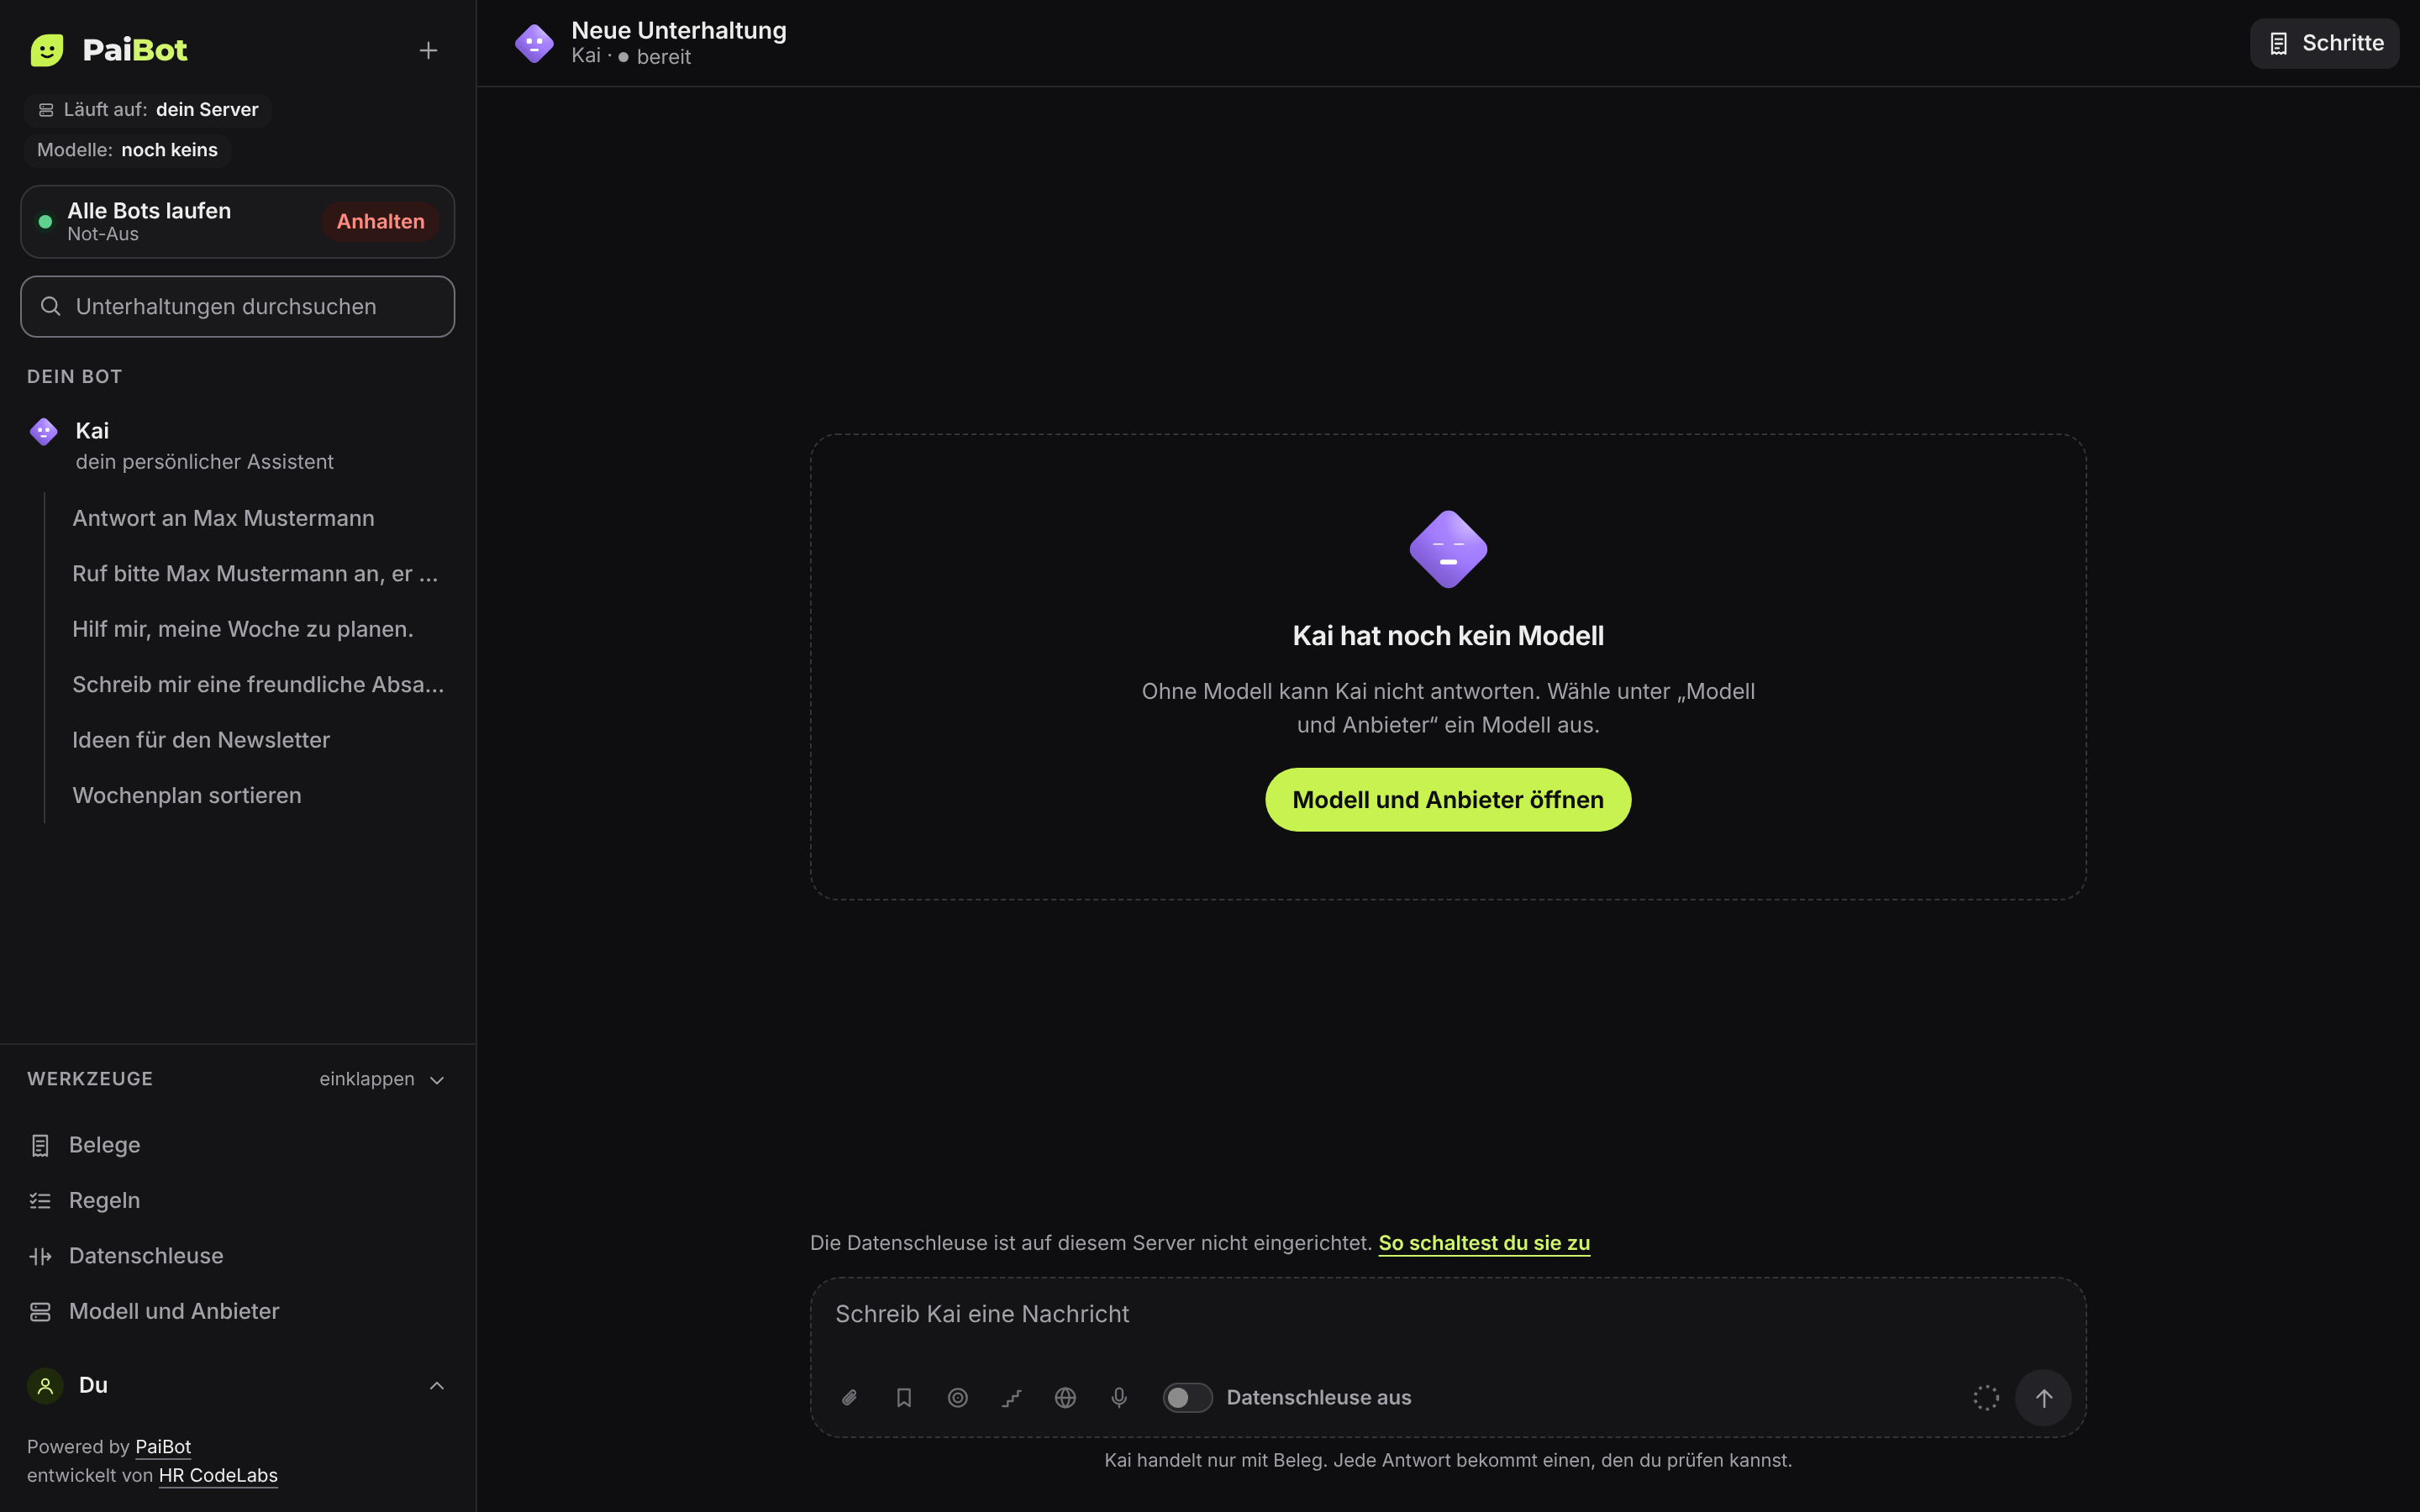 PaiBot
Läuft auf: dein Server
Modelle: noch keins
Alle Bots laufen
Not-Aus
Anhalten
Unterhaltungen durchsuchen
DEIN BOT
Kai
dein persönlicher Assistent
Antwort an Max Mustermann
Ruf bitte Max Mustermann an, er ...
Hilf mir, meine Woche zu planen.
Schreib mir eine freundliche Absa...
Ideen für den Newsletter
Wochenplan sortieren
WERKZEUGE
einklappen
Belege
Regeln
Datenschleuse
Modell und Anbieter
Du
Powered by PaiBot
entwickelt von HR CodeLabs
Neue Unterhaltung
Kai · bereit
Schritte
Kai hat noch kein Modell
Ohne Modell kann Kai nicht antworten. Wähle unter „Modell
und Anbieter“ ein Modell aus.
Modell und Anbieter öffnen
Die Datenschleuse ist auf diesem Server nicht eingerichtet. So schaltest du sie zu
Schreib Kai eine Nachricht
Datenschleuse aus
Kai handelt nur mit Beleg. Jede Antwort bekommt einen, den du prüfen kannst.